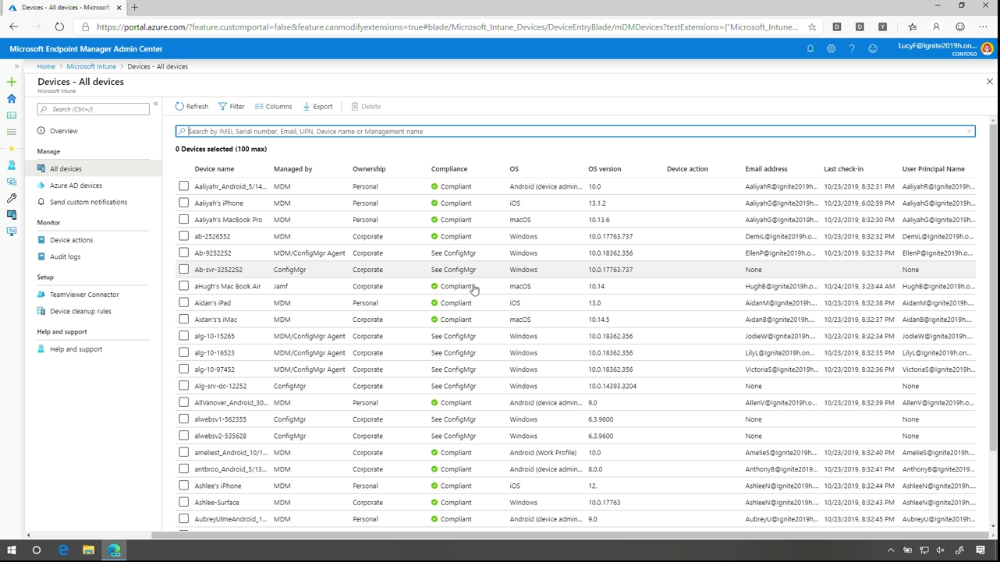 Devices - All devices - Microsoft
https://portal.azure.com/?feature.customportal=false&feature.canmodifyextensions=true#blade/Microsoft_Intune_Devices/DeviceEntryBlade/mDMDevices?testExtensions={"Microsoft_Intune...
D D Y
Microsoft Endpoint Manager Admin Center
LucyF@Ignite2019h.on...
CONTOSO
Home > Microsoft Intune > Devices - All devices
Devices - All devices
Microsoft Intune
Search (Ctrl+/)
Overview
Manage
All devices
Azure AD devices
Send custom notifications
Monitor
Device actions
Audit logs
Setup
TeamViewer Connector
Device cleanup rules
Help and support
Help and support
Refresh Filter Columns Export Delete
Search by IMEI, Serial number, Email, UPN, Device name or Management name
0 Devices selected (100 max)
Device name Managed by Ownership Compliance OS OS version Device action Email address Last check-in User Principal Name
Aaliyahr_Android_5/14... MDM Personal Compliant Android (device admin... 10.0 AaliyahR@Ignite2019h... 10/23/2019, 8:32:31 PM AaliyahR@Ignite2019h...
Aaliyah's iPhone MDM Personal Compliant iOS 13.1.2 AaliyahG@Ignite2019h... 10/23/2019, 6:02:59 PM AaliyahG@Ignite2019h...
Aaliyah's MacBook Pro MDM Personal Compliant macOS 10.13.6 AaliyahG@Ignite2019h... 10/23/2019, 8:32:30 PM AaliyahG@Ignite2019h...
ab-2526552 MDM Corporate Compliant Windows 10.0.17763.737 DemiL@Ignite2019h.o... 10/23/2019, 8:32:32 PM DemiL@Ignite2019h.o...
Ab-9252252 MDM/ConfigMgr Agent Corporate See ConfigMgr Windows 10.0.18362.356 EllenP@Ignite2019h.o... 10/23/2019, 8:32:33 PM EllenP@Ignite2019h.o...
Ab-svr-3252252 ConfigMgr Corporate See ConfigMgr Windows 10.0.17763.737 None None
aHugh's Mac Book Air Jamf Corporate Compliant macOS 10.14 HughB@Ignite2019h.o... 10/24/2019, 3:23:44 AM HughB@Ignite2019h.o...
Aidan's iPad MDM Personal Compliant iOS 13.0 AidanM@Ignite2019h... 10/23/2019, 8:32:38 PM AidanM@Ignite2019h...
Aidan's's iMac MDM Corporate Compliant macOS 10.14.5 AidanB@Ignite2019h... 10/23/2019, 8:32:37 PM AidanB@Ignite2019h...
alg-10-15265 MDM/ConfigMgr Agent Corporate See ConfigMgr Windows 10.0.18362.356 JodieW@Ignite2019h... 10/23/2019, 8:32:34 PM JodieW@Ignite2019h...
alg-10-16523 MDM/ConfigMgr Agent Corporate See ConfigMgr Windows 10.0.18362.356 LilyL@Ignite2019h.on... 10/23/2019, 8:32:35 PM LilyL@Ignite2019h.on...
alg-10-97452 MDM/ConfigMgr Agent Corporate See ConfigMgr Windows 10.0.18362.356 VictoriaS@Ignite2019h... 10/23/2019, 8:32:36 PM VictoriaS@Ignite2019h...
Alg-srv-dc-12252 ConfigMgr Corporate See ConfigMgr Windows 10.0.14393.3204 None None
AllVanover_Android_30... MDM Personal Compliant Android (device admin... 9.0 AllenV@Ignite2019h.o... 10/23/2019, 8:32:39 PM AllenV@Ignite2019h.o...
alwebsv1-562355 ConfigMgr Corporate See ConfigMgr Windows 6.3.9600 None None
alwebsv2-535628 ConfigMgr Corporate See ConfigMgr Windows 6.3.9600 None None
ameliest_Android_10/1... MDM Corporate Compliant Android (Work Profile) 10.0 AmelieS@Ignite2019h... 10/23/2019, 8:32:40 PM AmelieS@Ignite2019h...
antbroo_Android_5/13... MDM Corporate Compliant Android (device admin... 8.0.0 AnthonyB@Ignite2019... 10/23/2019, 8:32:41 PM AnthonyB@Ignite2019...
Ashlee's iPhone MDM Personal Compliant iOS 12. AshleeN@Ignite2019h... 10/23/2019, 8:32:44 PM AshleeN@Ignite2019h...
Ashlee-Surface MDM Corporate Compliant Windows 10.0.17763 AshleeN@Ignite2019h... 10/23/2019, 8:32:43 PM AshleeN@Ignite2019h...
AubreyUlmeAndroid_1... MDM Personal Compliant Android (device admin... 9.0 AubreyU@Ignite2019h... 10/23/2019, 8:32:45 PM AubreyU@Ignite2019h...